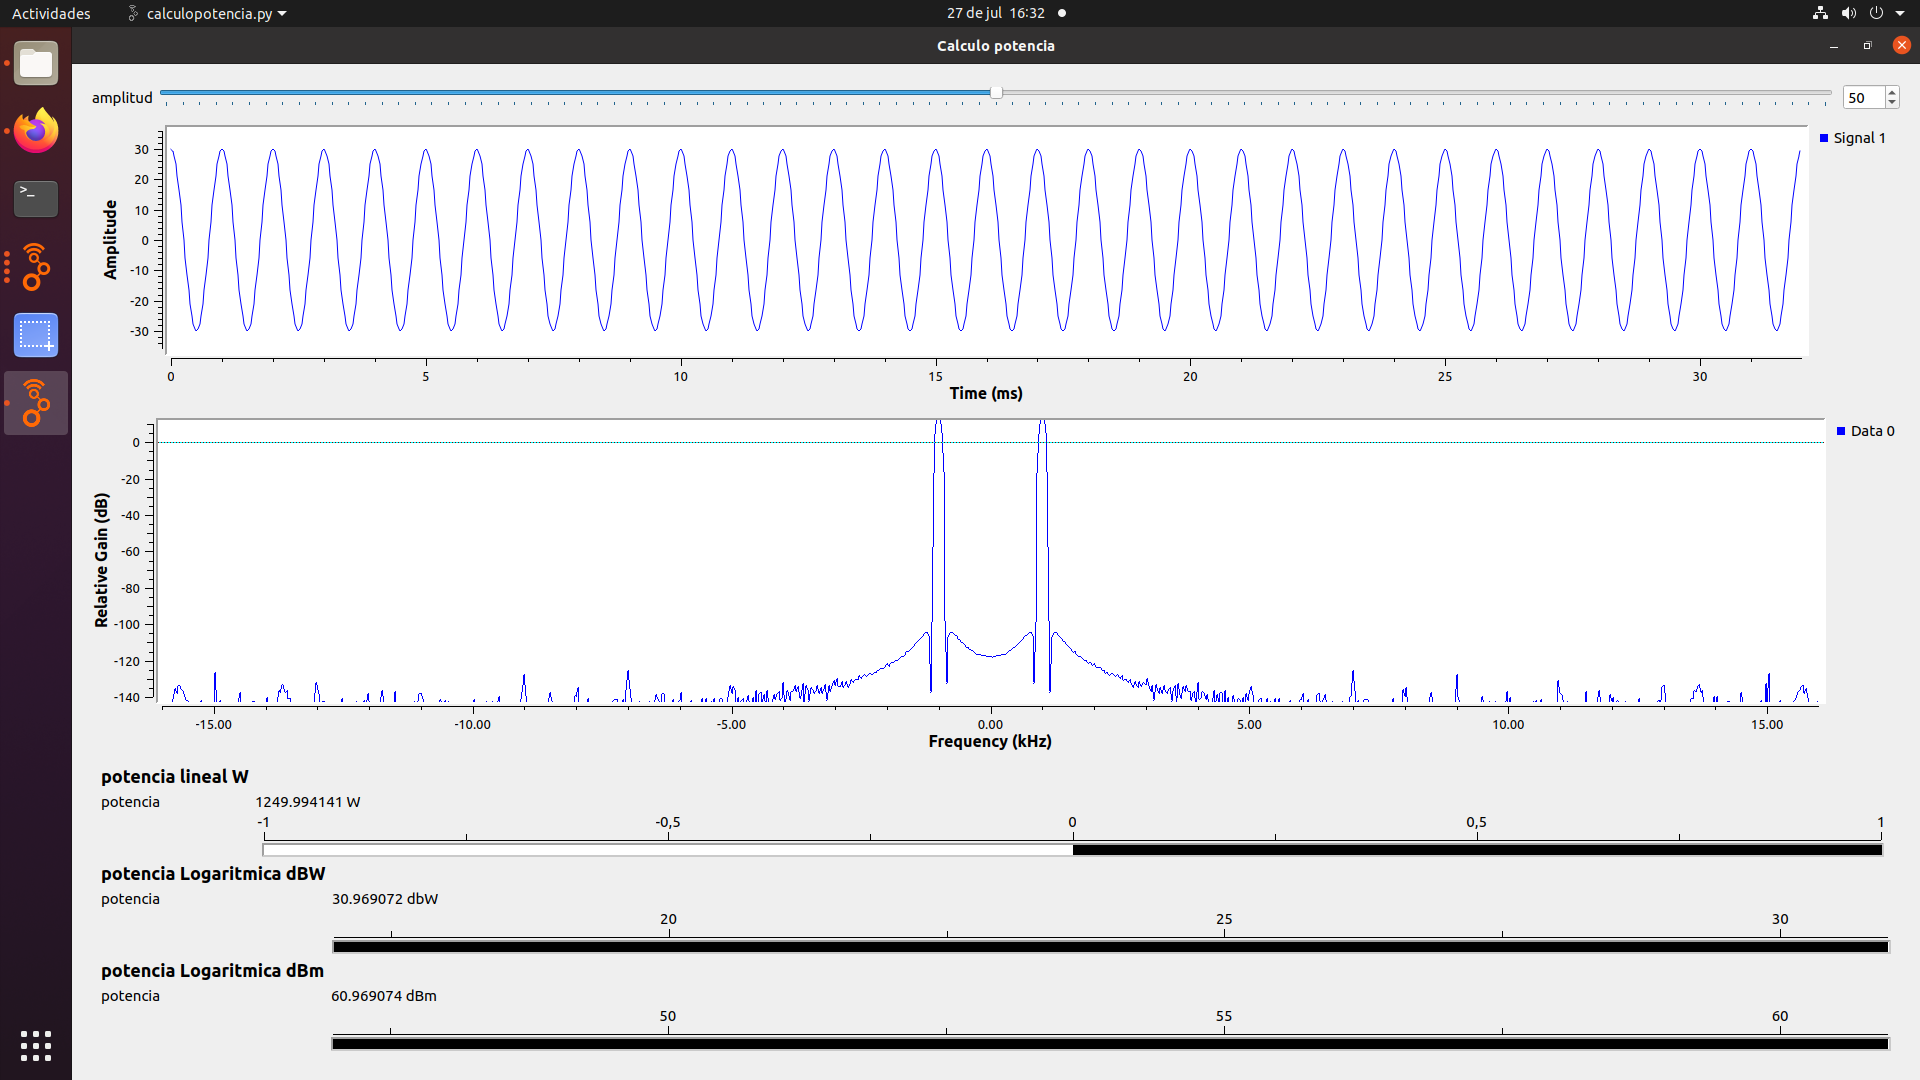 Actividades calculopotencia.py 27 de jul 16:32
Calculo potencia
amplitud 50
Signal 1
30
20
10
0
-10
-20
-30
Amplitude
0 5 10 15 20 25 30
Time (ms)
Data 0
0
-20
-40
-60
-80
-100
-120
-140
Relative Gain (dB)
-15.00 -10.00 -5.00 0.00 5.00 10.00 15.00
Frequency (kHz)
potencia lineal W
potencia 1249.994141 W
-1 -0,5 0 0,5 1
potencia Logaritmica dBW
potencia 30.969072 dbW
20 25 30
potencia Logaritmica dBm
potencia 60.969074 dBm
50 55 60